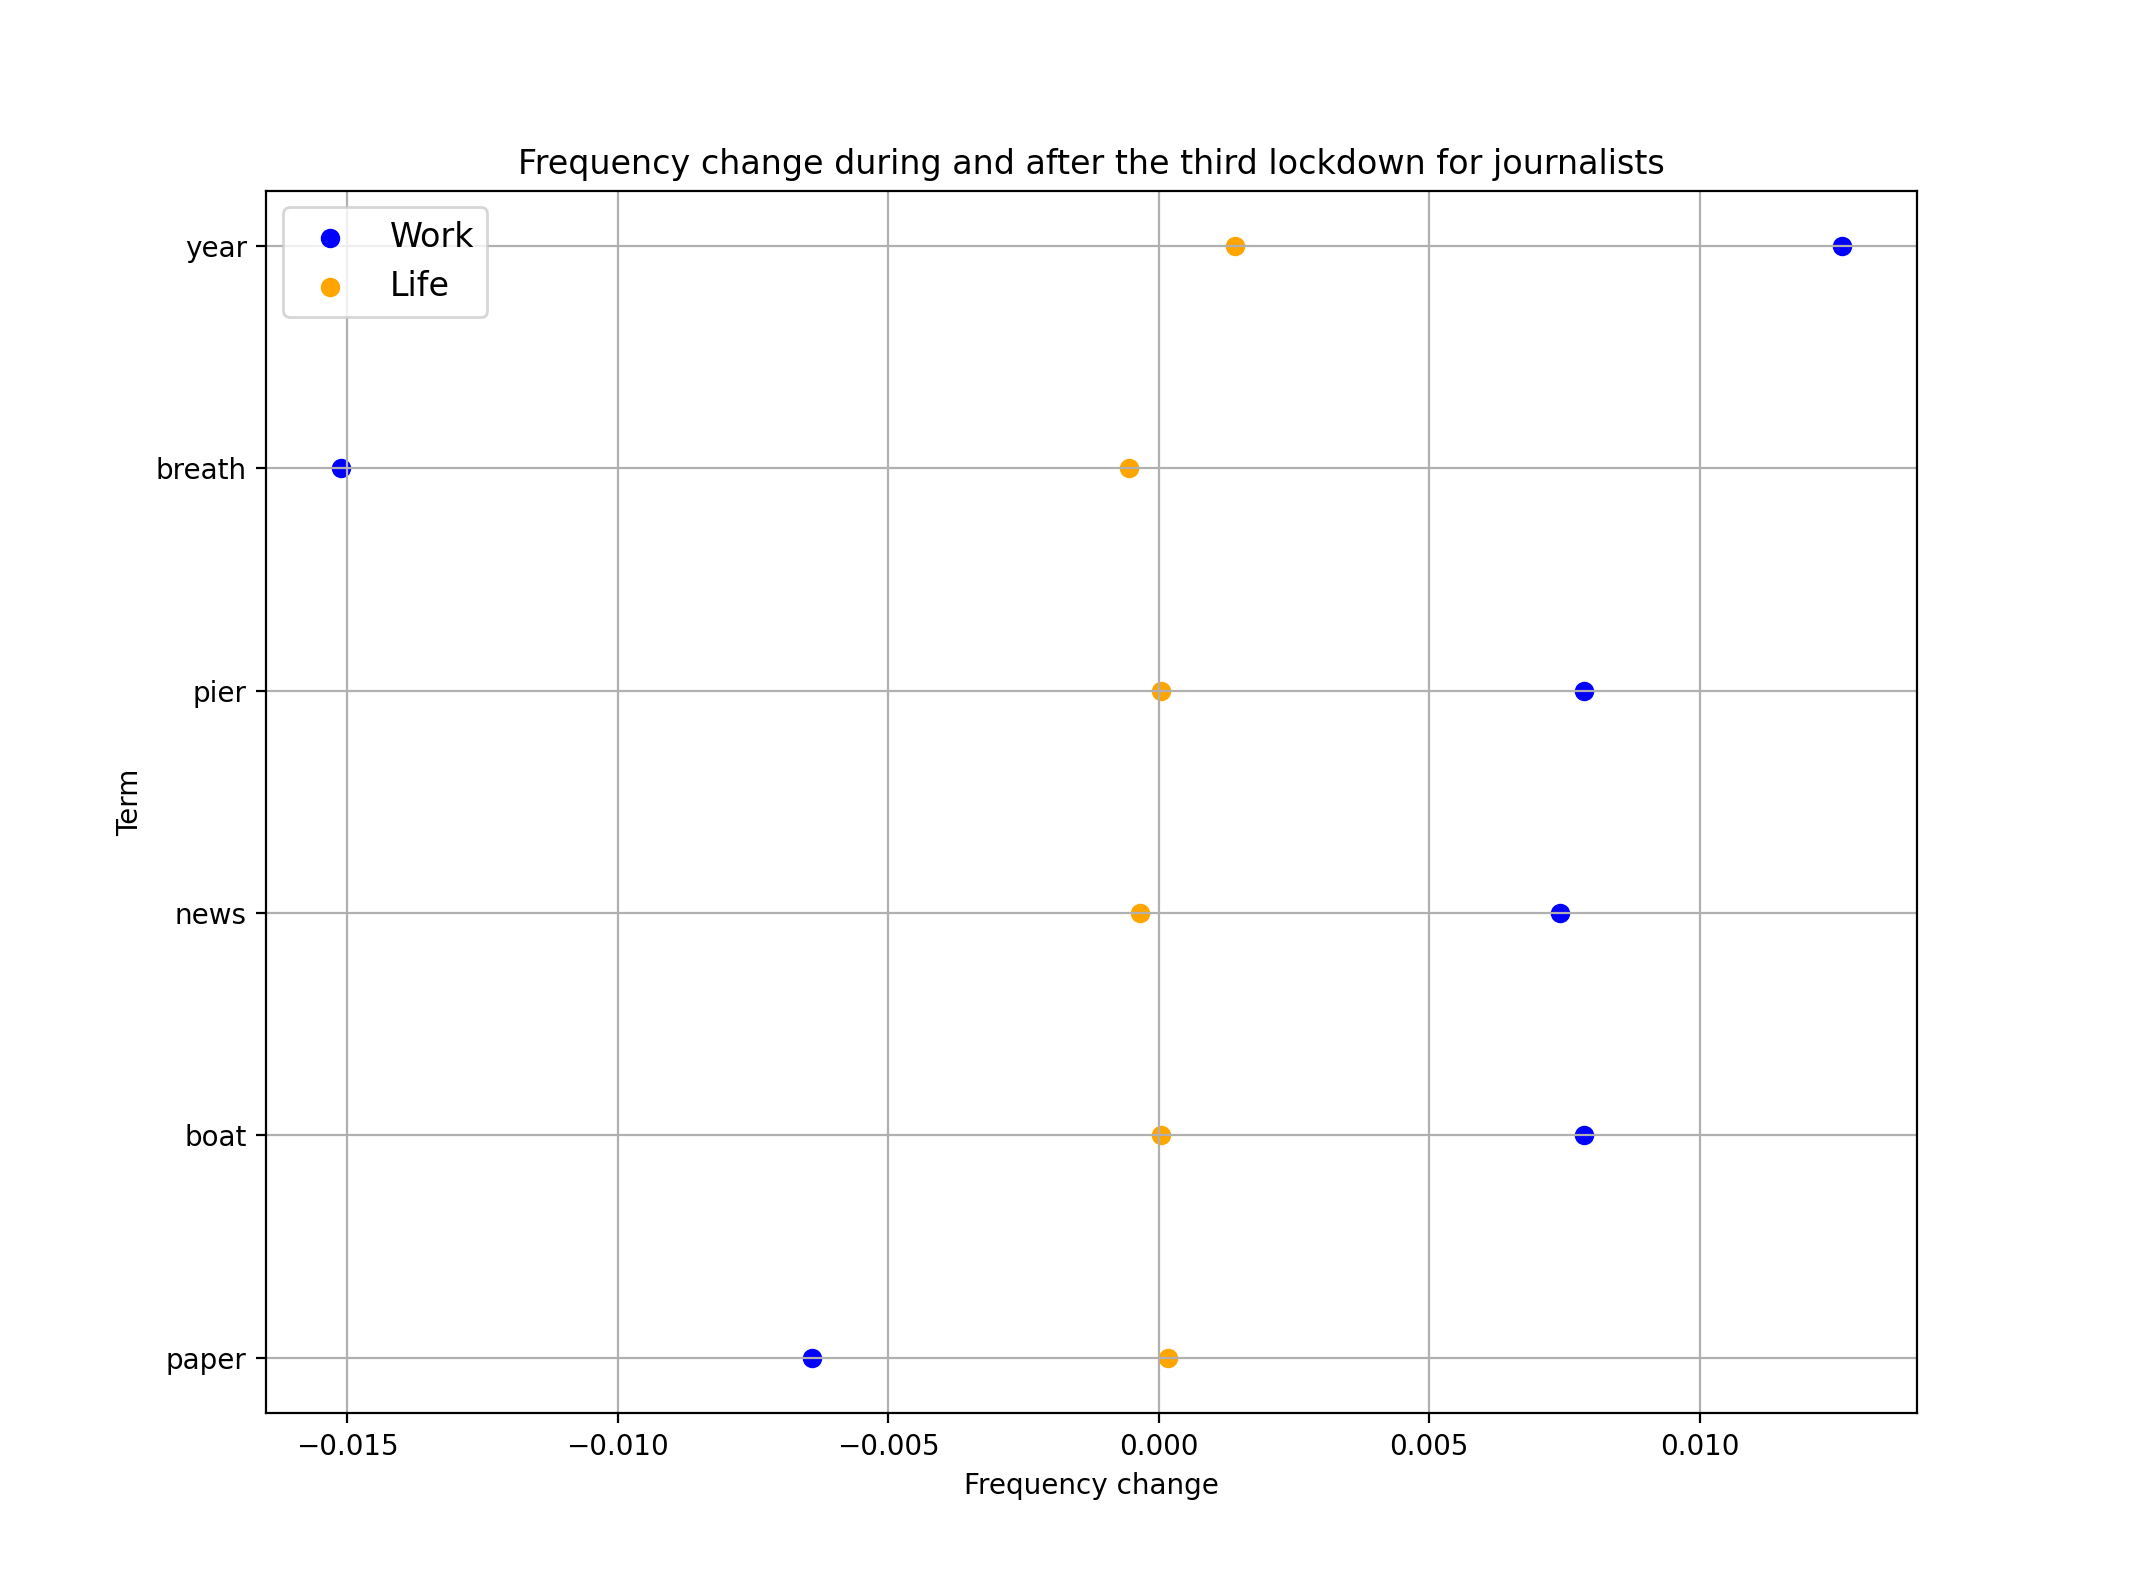 Frequency change during and after the third lockdown for journalists
Work
Life
year
breath
pier
news
boat
paper
Term
−0.015
−0.010
−0.005
0.000
0.005
0.010
Frequency change